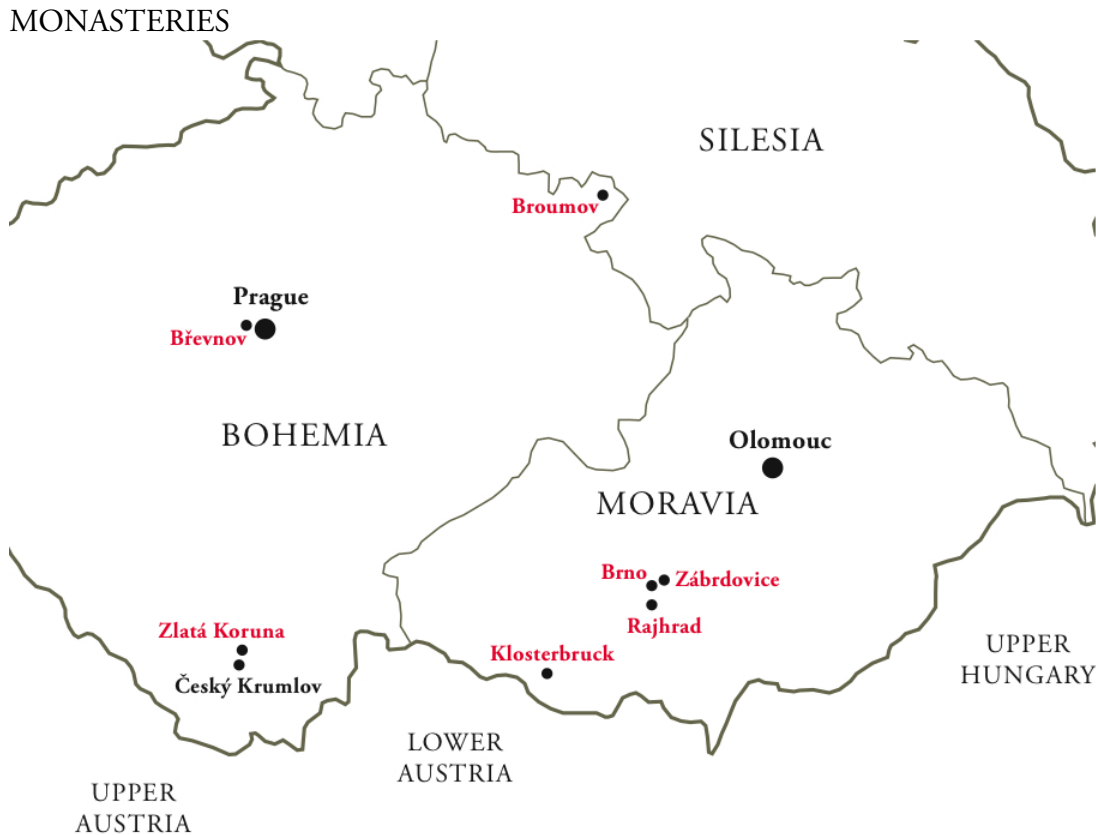 MONASTERIES
SILESIA
Broumov
Prague
Břevnov
BOHEMIA
Olomouc
MORAVIA
Brno
Zábrdovice
Rajhrad
Zlatá Koruna
Klosterbruck
Český Krumlov
UPPER
HUNGARY
LOWER
AUSTRIA
UPPER
AUSTRIA